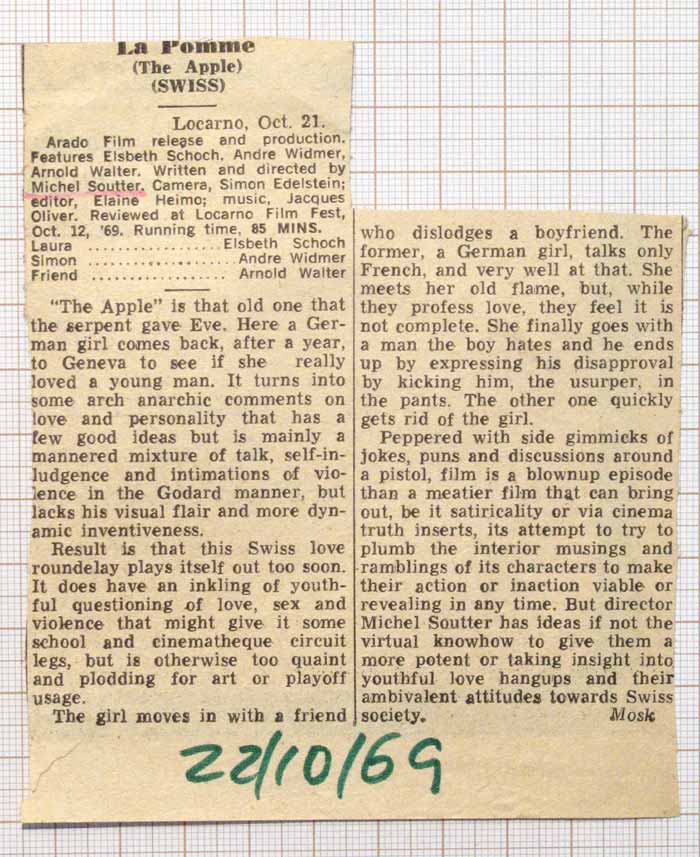 La Pomme
(The Apple)
(SWISS)
Locarno, Oct. 21.
Arado Film release and production.
Features Elsbeth Schoch, Andre Widmer,
Arnold Walter. Written and directed by
Michel Soutter. Camera, Simon Edelstein;
editor, Elaine Heimo; music, Jacques
Oliver. Reviewed at Locarno Film Fest,
Oct. 12, '69. Running time, 85 MINS.
Laura .................. Elsbeth Schoch
Simon .................. Andre Widmer
Friend .................. Arnold Walter
"The Apple" is that old one that
the serpent gave Eve. Here a Ger-
man girl comes back, after a year,
to Geneva to see if she really
loved a young man. It turns into
some arch anarchic comments on
love and personality that has a
few good ideas but is mainly a
mannered mixture of talk, self-in-
ludgence and intimations of vio-
lence in the Godard manner, but
lacks his visual flair and more dyn-
amic inventiveness.
Result is that this Swiss love
roundelay plays itself out too soon.
It does have an inkling of youth-
ful questioning of love, sex and
violence that might give it some
school and cinematheque circuit
legs, but is otherwise too quaint
and plodding for art or playoff
usage.
The girl moves in with a friend
who dislodges a boyfriend. The
former, a German girl, talks only
French, and very well at that. She
meets her old flame, but, while
they profess love, they feel it is
not complete. She finally goes with
a man the boy hates and he ends
up by expressing his disapproval
by kicking him, the usurper, in
the pants. The other one quickly
gets rid of the girl.
Peppered with side gimmicks of
jokes, puns and discussions around
a pistol, film is a blownup episode
than a meatier film that can bring
out, be it satiricality or via cinema
truth inserts, its attempt to try to
plumb the interior musings and
ramblings of its characters to make
their action or inaction viable or
revealing in any time. But director
Michel Soutter has ideas if not the
virtual knowhow to give them a
more potent or taking insight into
youthful love hangups and their
ambivalent attitudes towards Swiss
society. Mosk
22/10/69